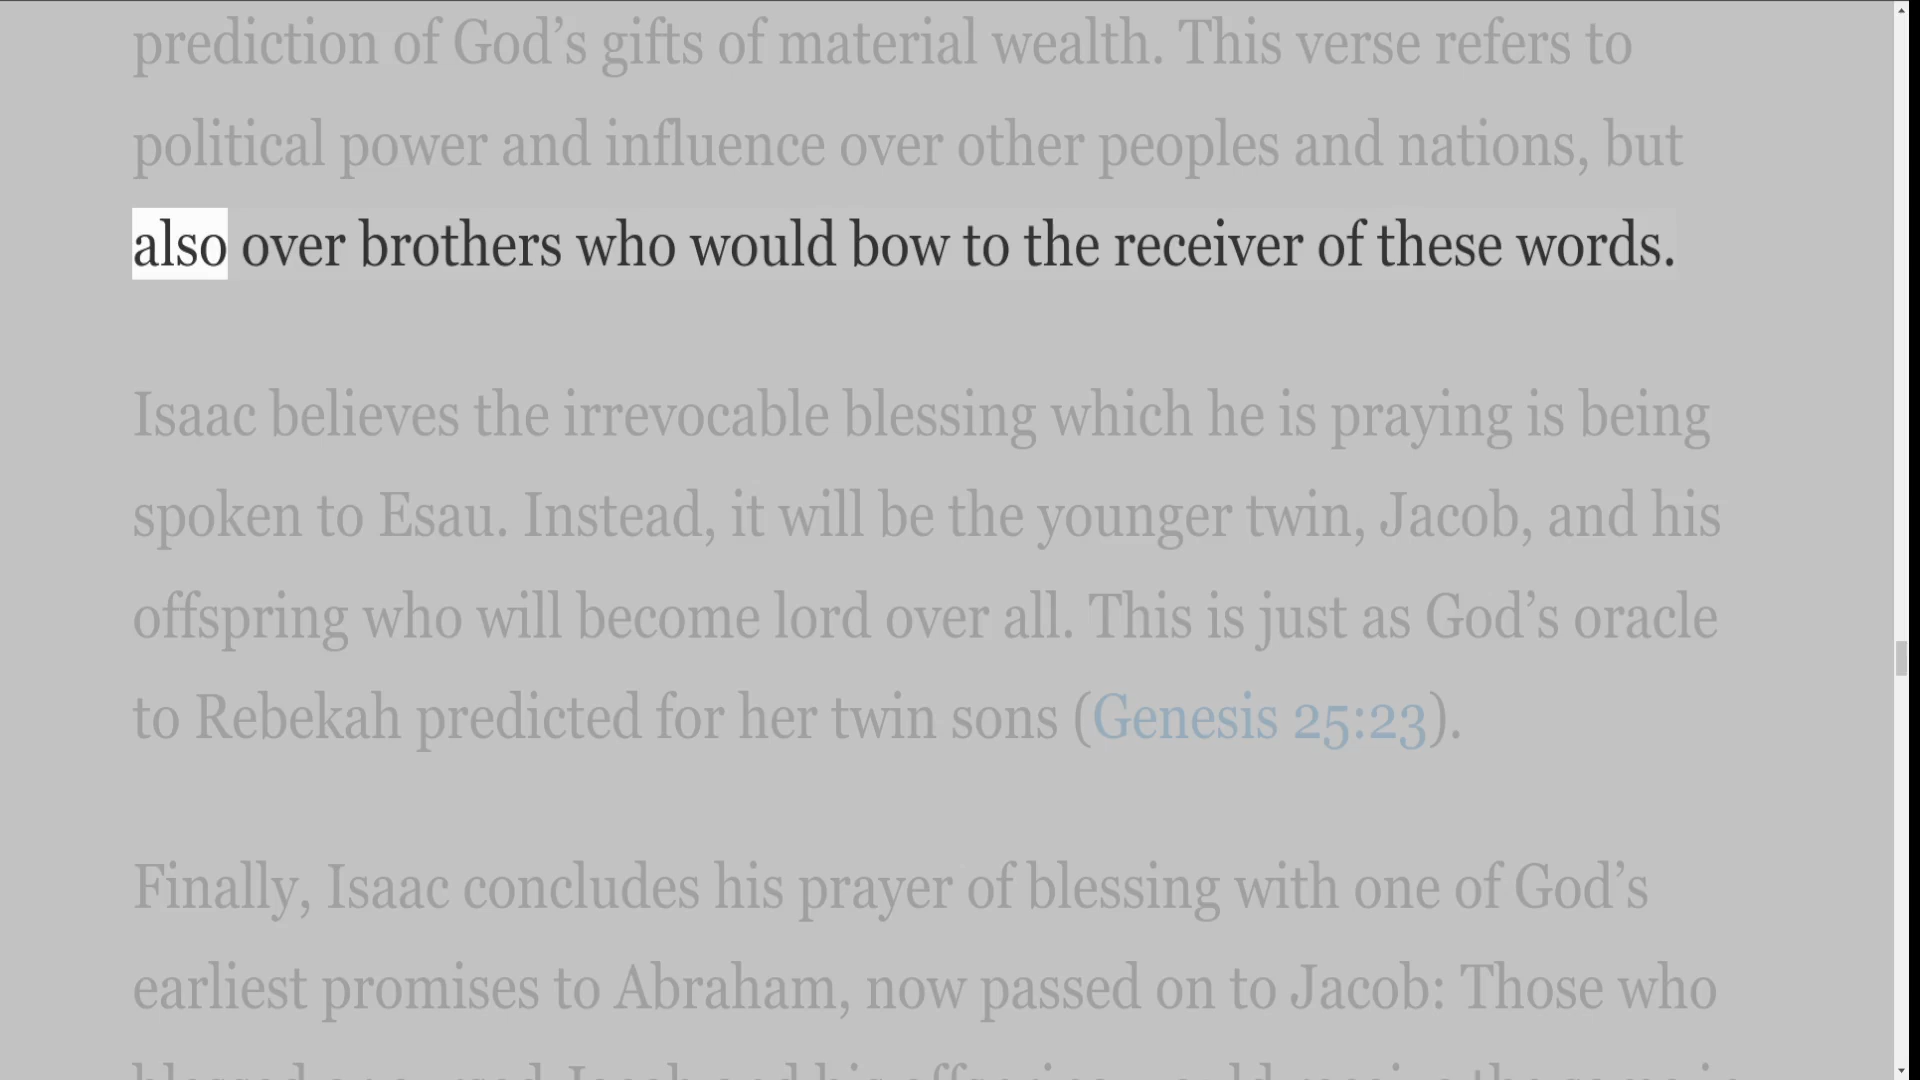 prediction of God’s gifts of material wealth. This verse refers to
political power and influence over other peoples and nations, but
also over brothers who would bow to the receiver of these words.
Isaac believes the irrevocable blessing which he is praying is being
spoken to Esau. Instead, it will be the younger twin, Jacob, and his
offspring who will become lord over all. This is just as God’s oracle
to Rebekah predicted for her twin sons (Genesis 25:23).
Finally, Isaac concludes his prayer of blessing with one of God’s
earliest promises to Abraham, now passed on to Jacob: Those who